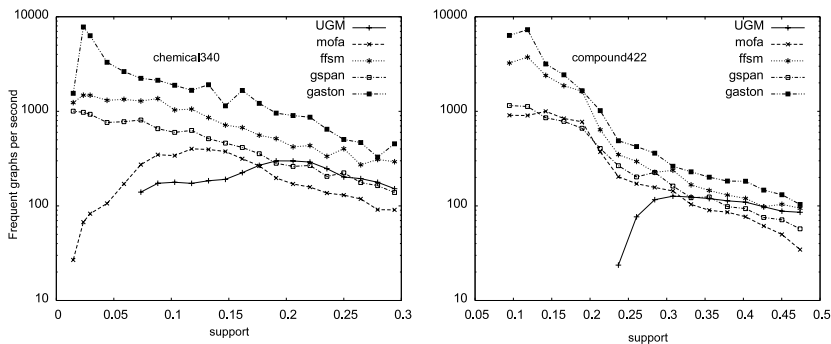 chemical340
UGM
mofa
ffsm
gspan
gaston
Frequent graphs per second
10000
1000
100
10
0
0.05
0.1
0.15
0.2
0.25
0.3
support
compound422
UGM
mofa
ffsm
gspan
gaston
10000
1000
100
10
0.05
0.1
0.15
0.2
0.25
0.3
0.35
0.4
0.45
0.5
support